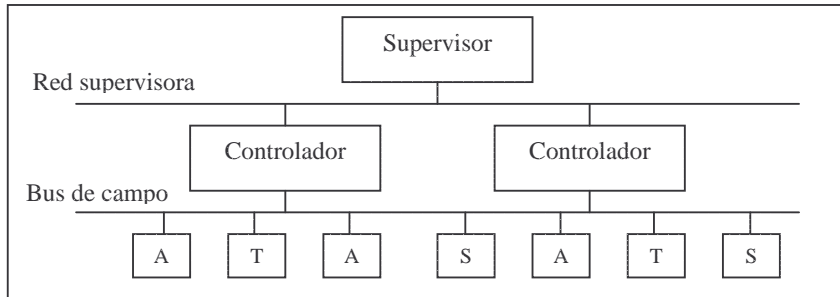 Supervisor
Red supervisora
Controlador Controlador
Bus de campo
A T A S A T S